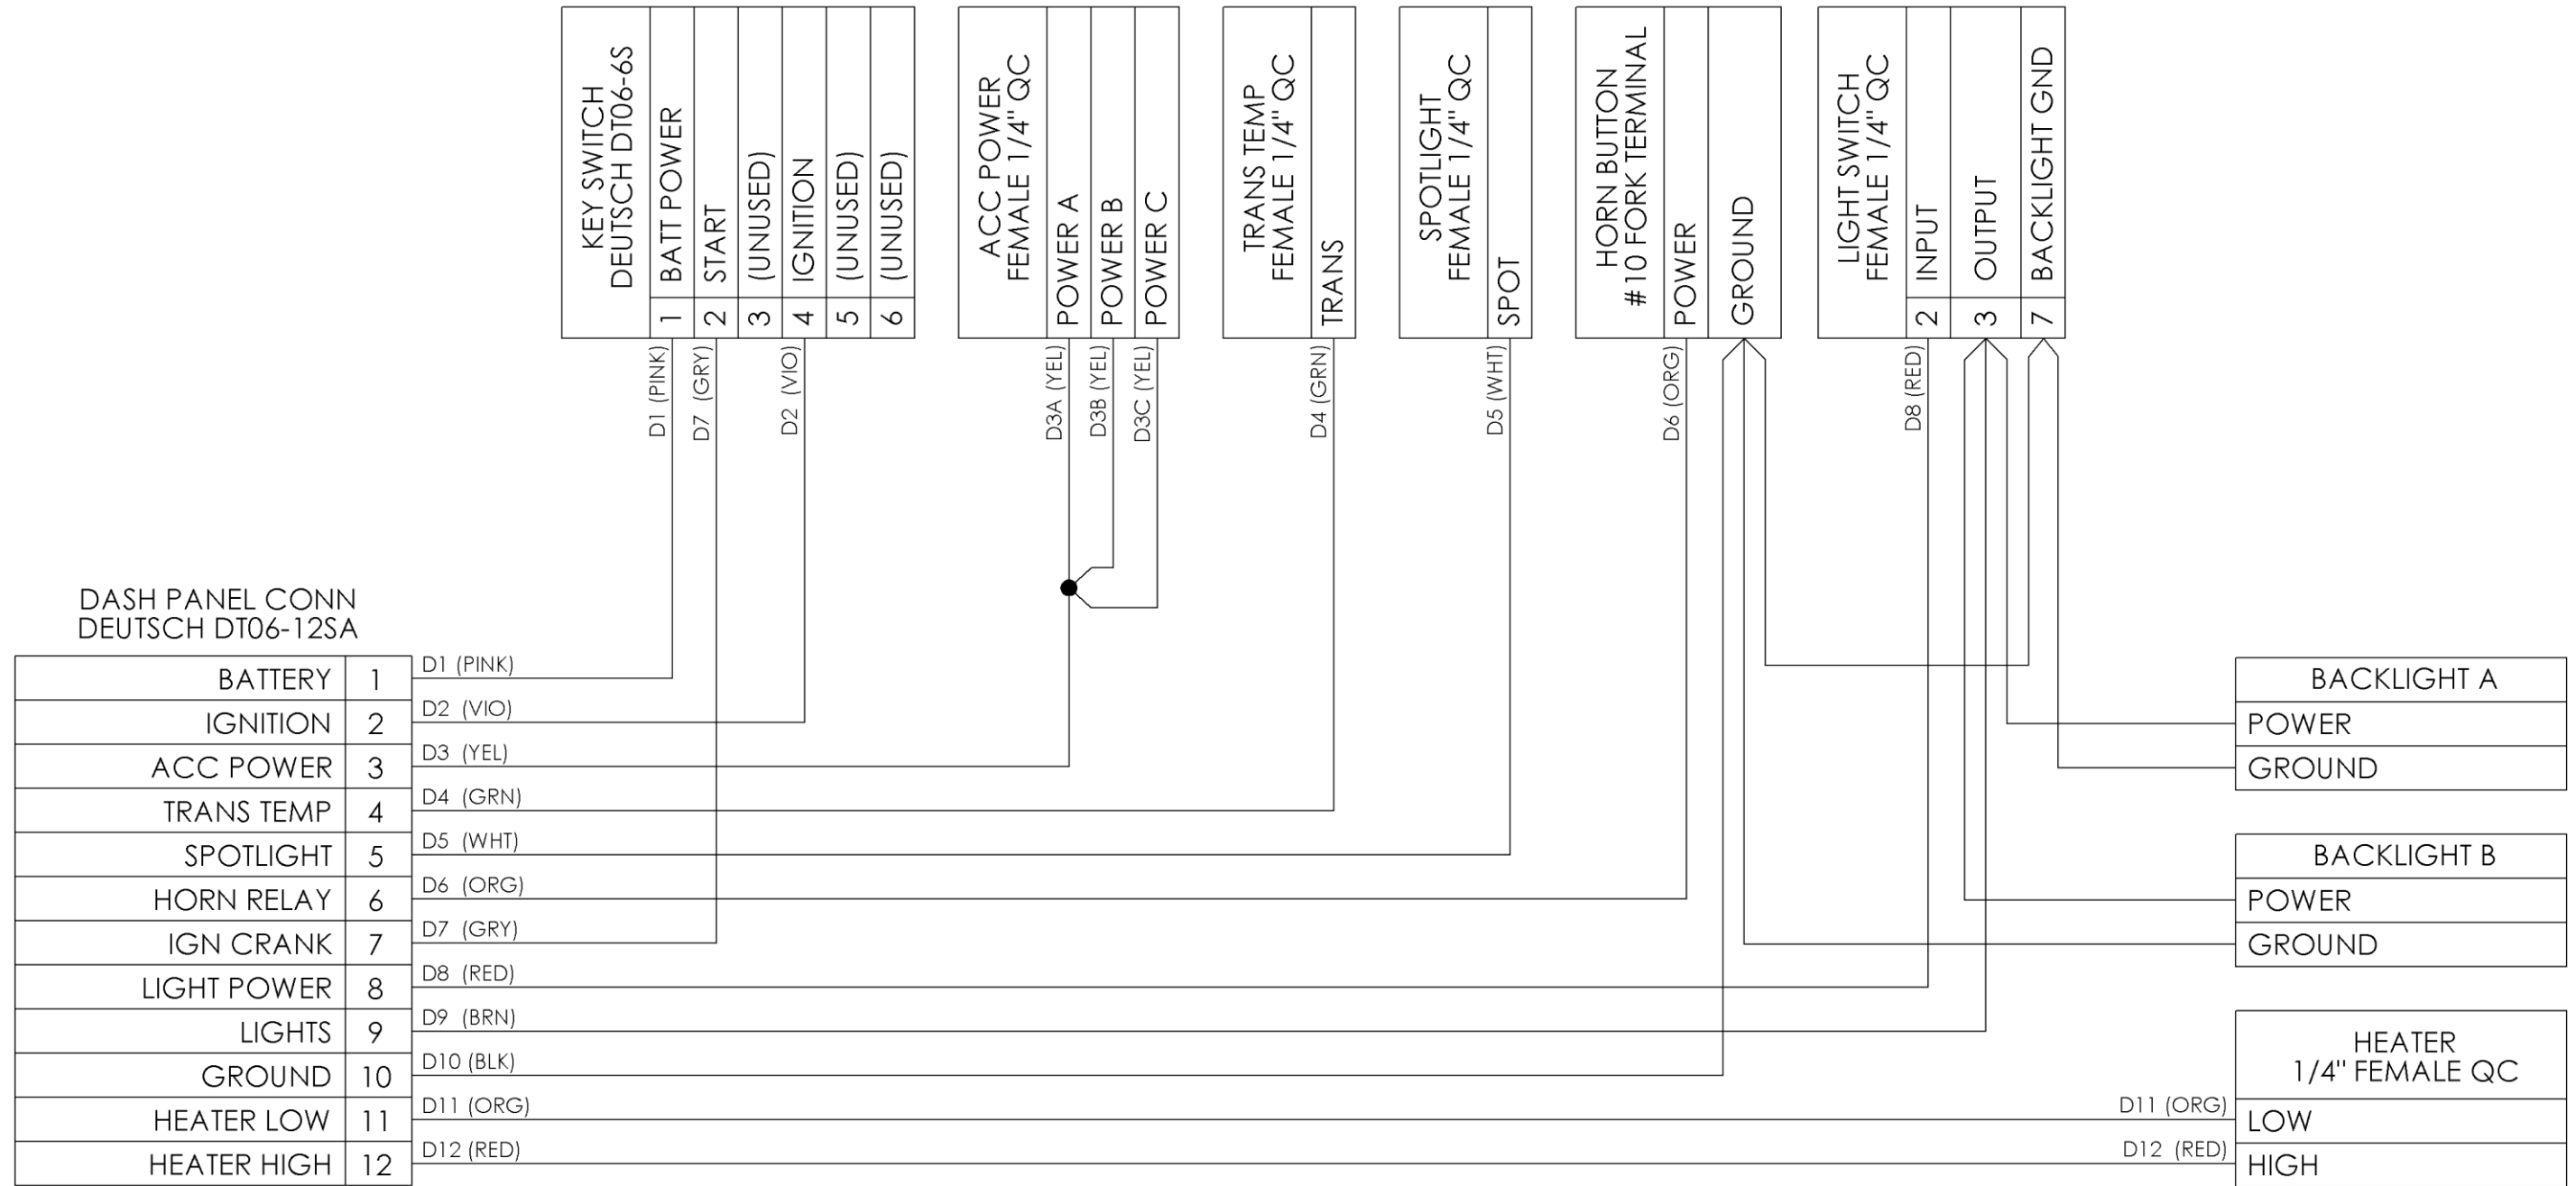 KEY SWITCH
DEUTSCH DT06-6S
1 BATT POWER
2 START
3 (UNUSED)
4 IGNITION
5 (UNUSED)
6 (UNUSED)
ACC POWER
FEMALE 1/4" QC
POWER A
POWER B
POWER C
TRANS TEMP
FEMALE 1/4" QC
TRANS
SPOTLIGHT
FEMALE 1/4" QC
SPOT
HORN BUTTON
#10 FORK TERMINAL
POWER
GROUND
LIGHT SWITCH
FEMALE 1/4" QC
2 INPUT
3 OUTPUT
7 BACKLIGHT GND
D1 (PINK)
D7 (GRY)
D2 (VIO)
D3A (YEL)
D3B (YEL)
D3C (YEL)
D4 (GRN)
D5 (WHT)
D6 (ORG)
D8 (RED)
DASH PANEL CONN
DEUTSCH DT06-12SA
BATTERY 1 D1 (PINK)
IGNITION 2 D2 (VIO)
ACC POWER 3 D3 (YEL)
TRANS TEMP 4 D4 (GRN)
SPOTLIGHT 5 D5 (WHT)
HORN RELAY 6 D6 (ORG)
IGN CRANK 7 D7 (GRY)
LIGHT POWER 8 D8 (RED)
LIGHTS 9 D9 (BRN)
GROUND 10 D10 (BLK)
HEATER LOW 11 D11 (ORG)
HEATER HIGH 12 D12 (RED)
BACKLIGHT A
POWER
GROUND
BACKLIGHT B
POWER
GROUND
HEATER
1/4" FEMALE QC
D11 (ORG) LOW
D12 (RED) HIGH